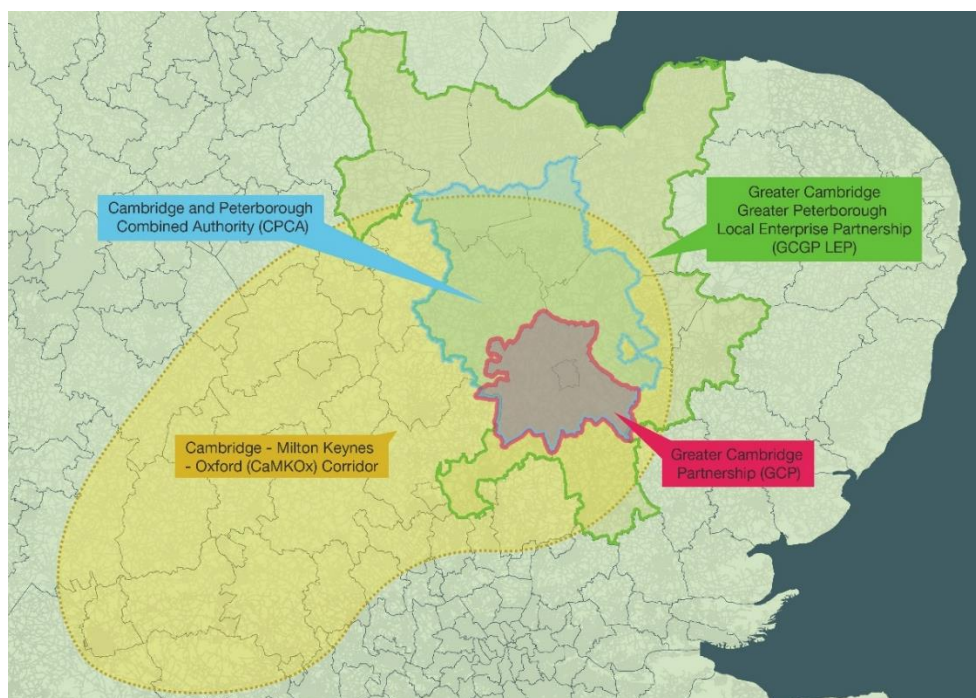 Cambridge and Peterborough
Combined Authority (CPCA)
Greater Cambridge
Greater Peterborough
Local Enterprise Partnership
(GCGP LEP)
Cambridge - Milton Keynes
- Oxford (CaMKOx) Corridor
Greater Cambridge
Partnership (GCP)